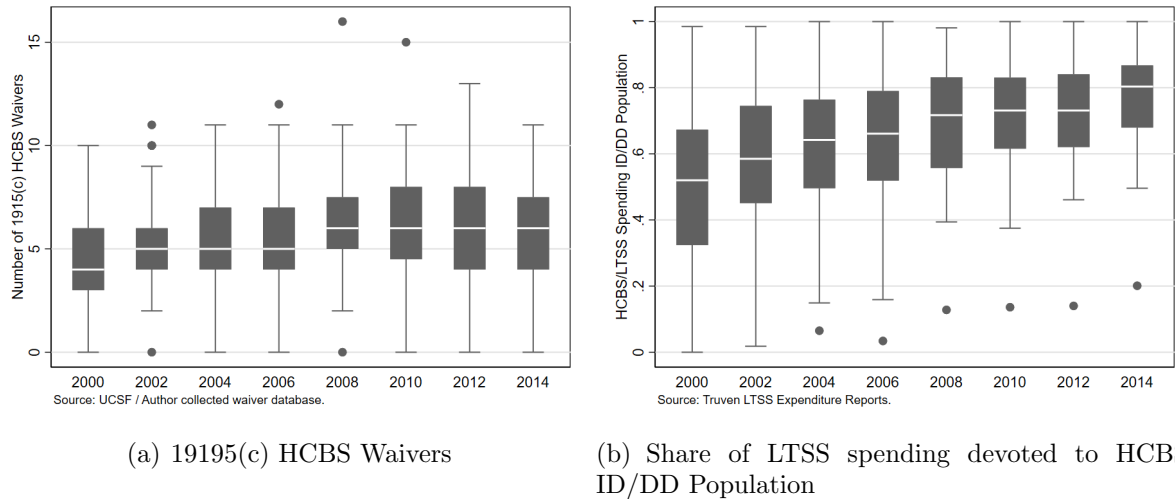 Number of 1915(c) HCBS Waivers
15
10
5
0
2000 2002 2004 2006 2008 2010 2012 2014
Source: UCSF / Author collected waiver database.
(a) 19195(c) HCBS Waivers
HCBS/LTSS Spending ID/DD Population
1
.8
.6
.4
.2
0
2000 2002 2004 2006 2008 2010 2012 2014
Source: Truven LTSS Expenditure Reports.
(b) Share of LTSS spending devoted to HCB
ID/DD Population